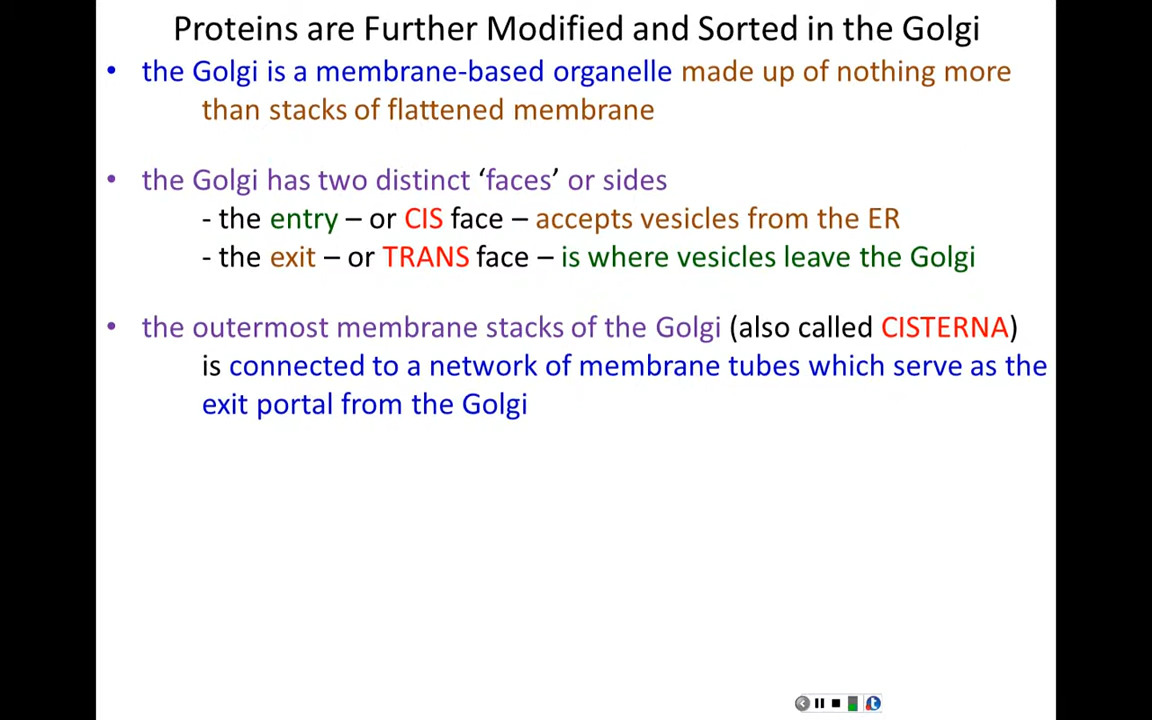 Proteins are Further Modified and Sorted in the Golgi
• the Golgi is a membrane-based organelle made up of nothing more
than stacks of flattened membrane
• the Golgi has two distinct ‘faces’ or sides
- the entry – or CIS face – accepts vesicles from the ER
- the exit – or TRANS face – is where vesicles leave the Golgi
• the outermost membrane stacks of the Golgi (also called CISTERNA)
is connected to a network of membrane tubes which serve as the
exit portal from the Golgi